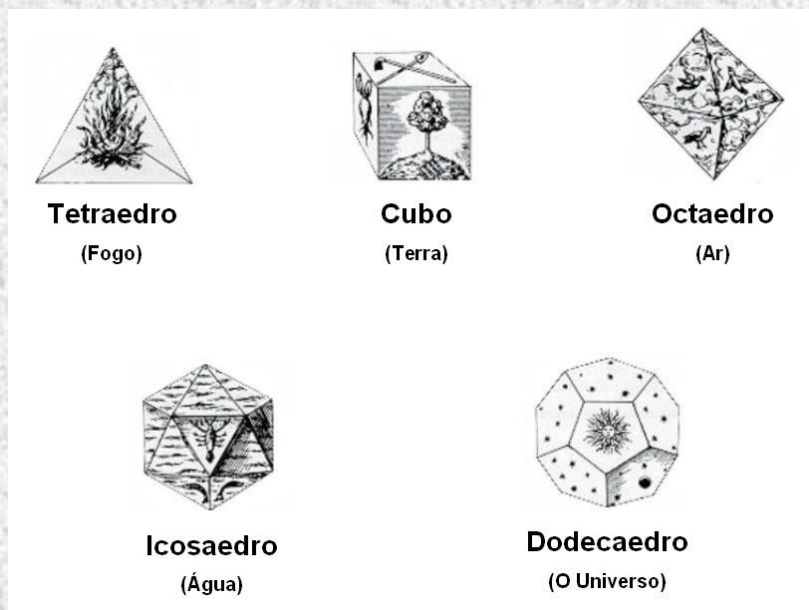 Tetraedro
(Fogo)
Cubo
(Terra)
Octaedro
(Ar)
Icosaedro
(Água)
Dodecaedro
(O Universo)